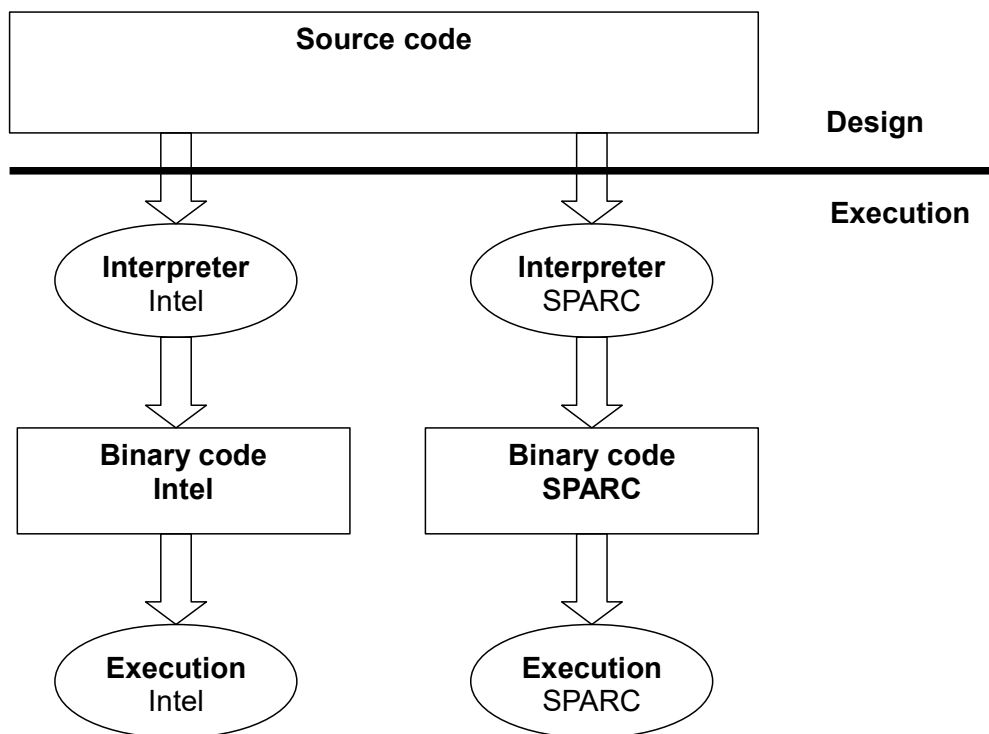 Source code
Design
Execution
Interpreter
Intel
Interpreter
SPARC
Binary code
Intel
Binary code
SPARC
Execution
Intel
Execution
SPARC